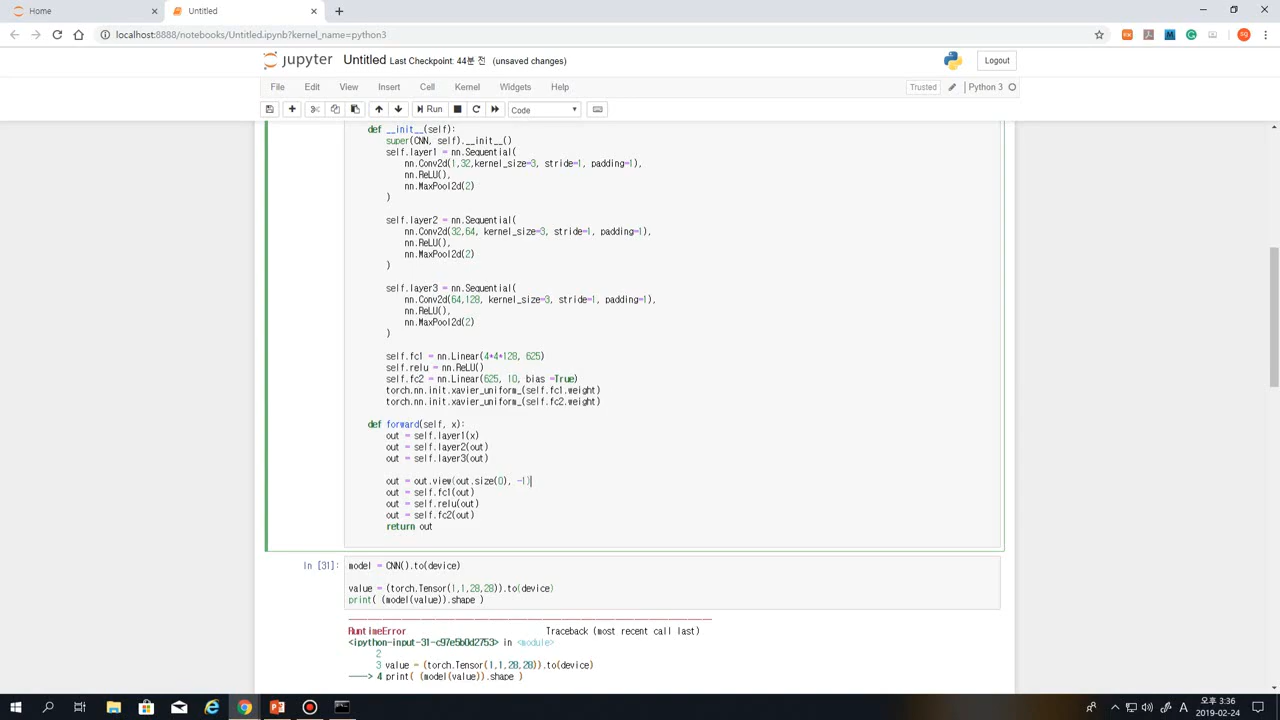 Home
Untitled
localhost:8888/notebooks/Untitled.ipynb?kernel_name=python3
jupyter Untitled Last Checkpoint: 44분 전 (unsaved changes)
Logout
File Edit View Insert Cell Kernel Widgets Help
Trusted Python 3
Run Code
def __init__(self):
super(CNN, self).__init__()
self.layer1 = nn.Sequential(
nn.Conv2d(1,32,kernel_size=3, stride=1, padding=1),
nn.ReLU(),
nn.MaxPool2d(2)
)
self.layer2 = nn.Sequential(
nn.Conv2d(32,64, kernel_size=3, stride=1, padding=1),
nn.ReLU(),
nn.MaxPool2d(2)
)
self.layer3 = nn.Sequential(
nn.Conv2d(64,128, kernel_size=3, stride=1, padding=1),
nn.ReLU(),
nn.MaxPool2d(2)
)
self.fc1 = nn.Linear(4*4*128, 625)
self.relu = nn.ReLU()
self.fc2 = nn.Linear(625, 10, bias =True)
torch.nn.init.xavier_uniform_(self.fc1.weight)
torch.nn.init.xavier_uniform_(self.fc2.weight)
def forward(self, x):
out = self.layer1(x)
out = self.layer2(out)
out = self.layer3(out)
out = out.view(out.size(0), -1)
out = self.fc1(out)
out = self.relu(out)
out = self.fc2(out)
return out
In [31]: model = CNN().to(device)
value = (torch.Tensor(1,1,28,28)).to(device)
print( (model(value)).shape )
RuntimeError Traceback (most recent call last)
<ipython-input-31-c97e5b0d2753> in <module>
2
3 value = (torch.Tensor(1,1,28,28)).to(device)
----> 4 print( (model(value)).shape )
A
오후 3:36
2019-02-24